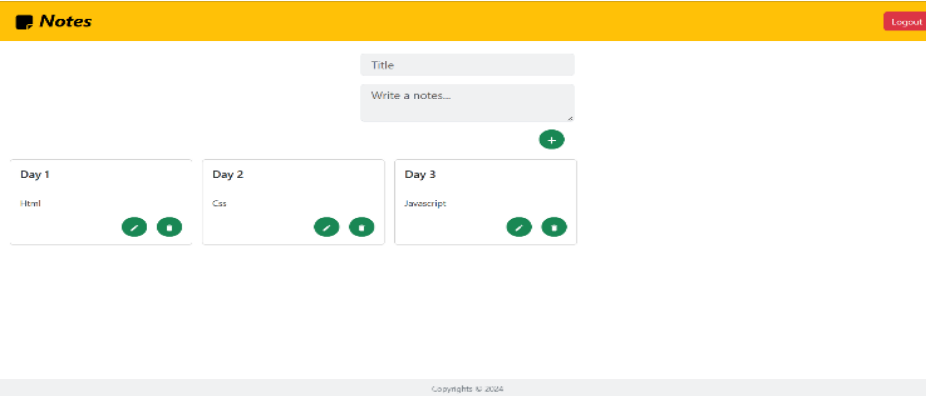 Notes
Logout
Title
Write a notes...
Day 1
Html
Day 2
Css
Day 3
Javascript
Copyrights © 2024